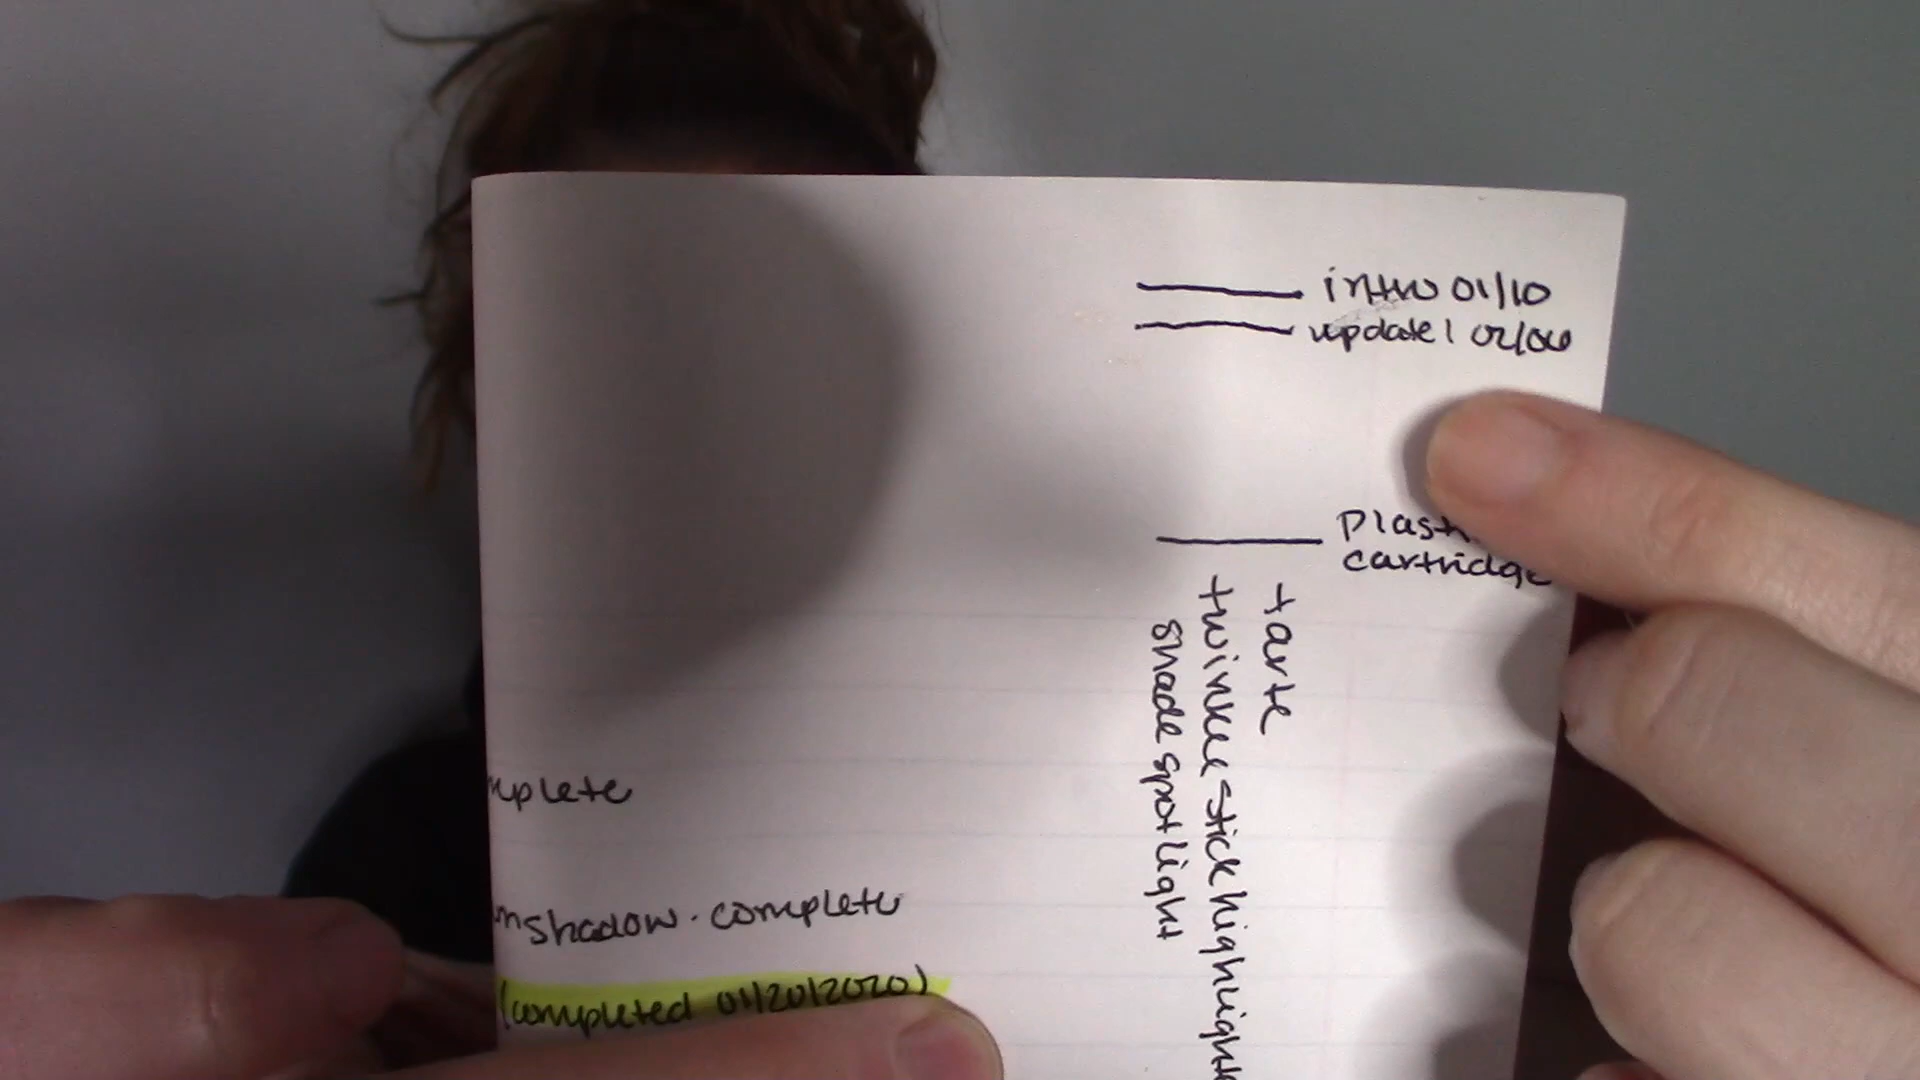 intro 01/10
update 1 02/06
plast
cartridge
tarte
twinkle stick highlight
shade spotlight
mplete
mshadow. complete
(completed 01/20/2020)